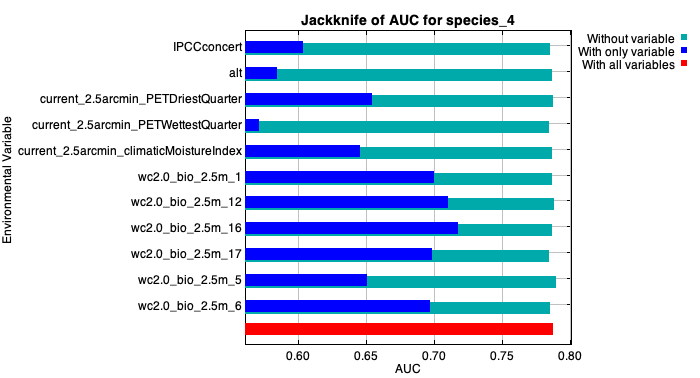 Jackknife of AUC for species_4
Without variable
With only variable
With all variables
Environmental Variable
IPCCconcert
alt
current_2.5arcmin_PETDriestQuarter
current_2.5arcmin_PETWettestQuarter
current_2.5arcmin_climaticMoistureIndex
wc2.0_bio_2.5m_1
wc2.0_bio_2.5m_12
wc2.0_bio_2.5m_16
wc2.0_bio_2.5m_17
wc2.0_bio_2.5m_5
wc2.0_bio_2.5m_6
0.60 0.65 0.70 0.75 0.80
AUC